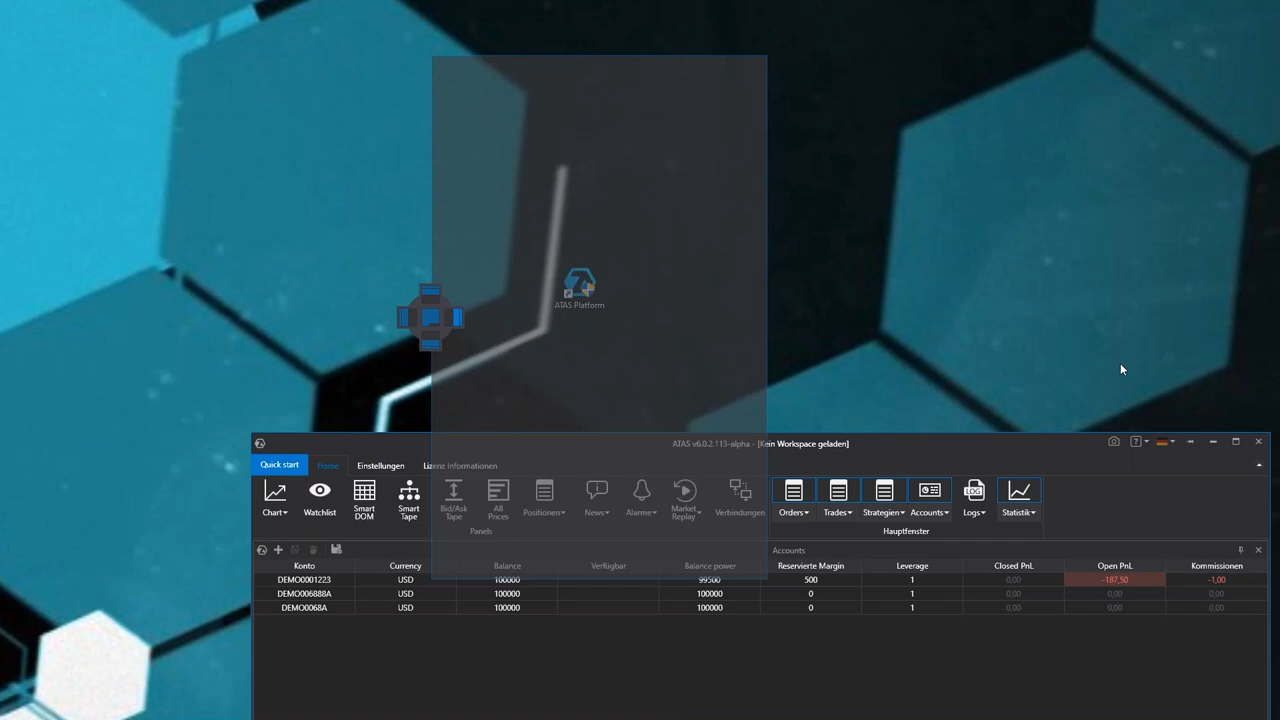 ATAS Platform
ATAS v6.0.2.113-alpha - [Kein Workspace geladen]
Quick start Home Einstellungen Lizenz Informationen
Chart Watchlist Smart DOM Smart Tape Bid/Ask Tape All Prices Positionen News Alarme Market Replay Verbindungen Orders Trades Strategien Accounts LOG Logs Statistik
Panels Hauptfenster
Accounts
Konto Currency Balance Verfügbar Balance power Reservierte Margin Leverage Closed PnL Open PnL Kommissionen
DEMO0001223 USD 100000 99500 500 1 0,00 -187,50 -1,00
DEMO006888A USD 100000 100000 0 1 0,00 0,00 0,00
DEMO0068A USD 100000 100000 0 1 0,00 0,00 0,00